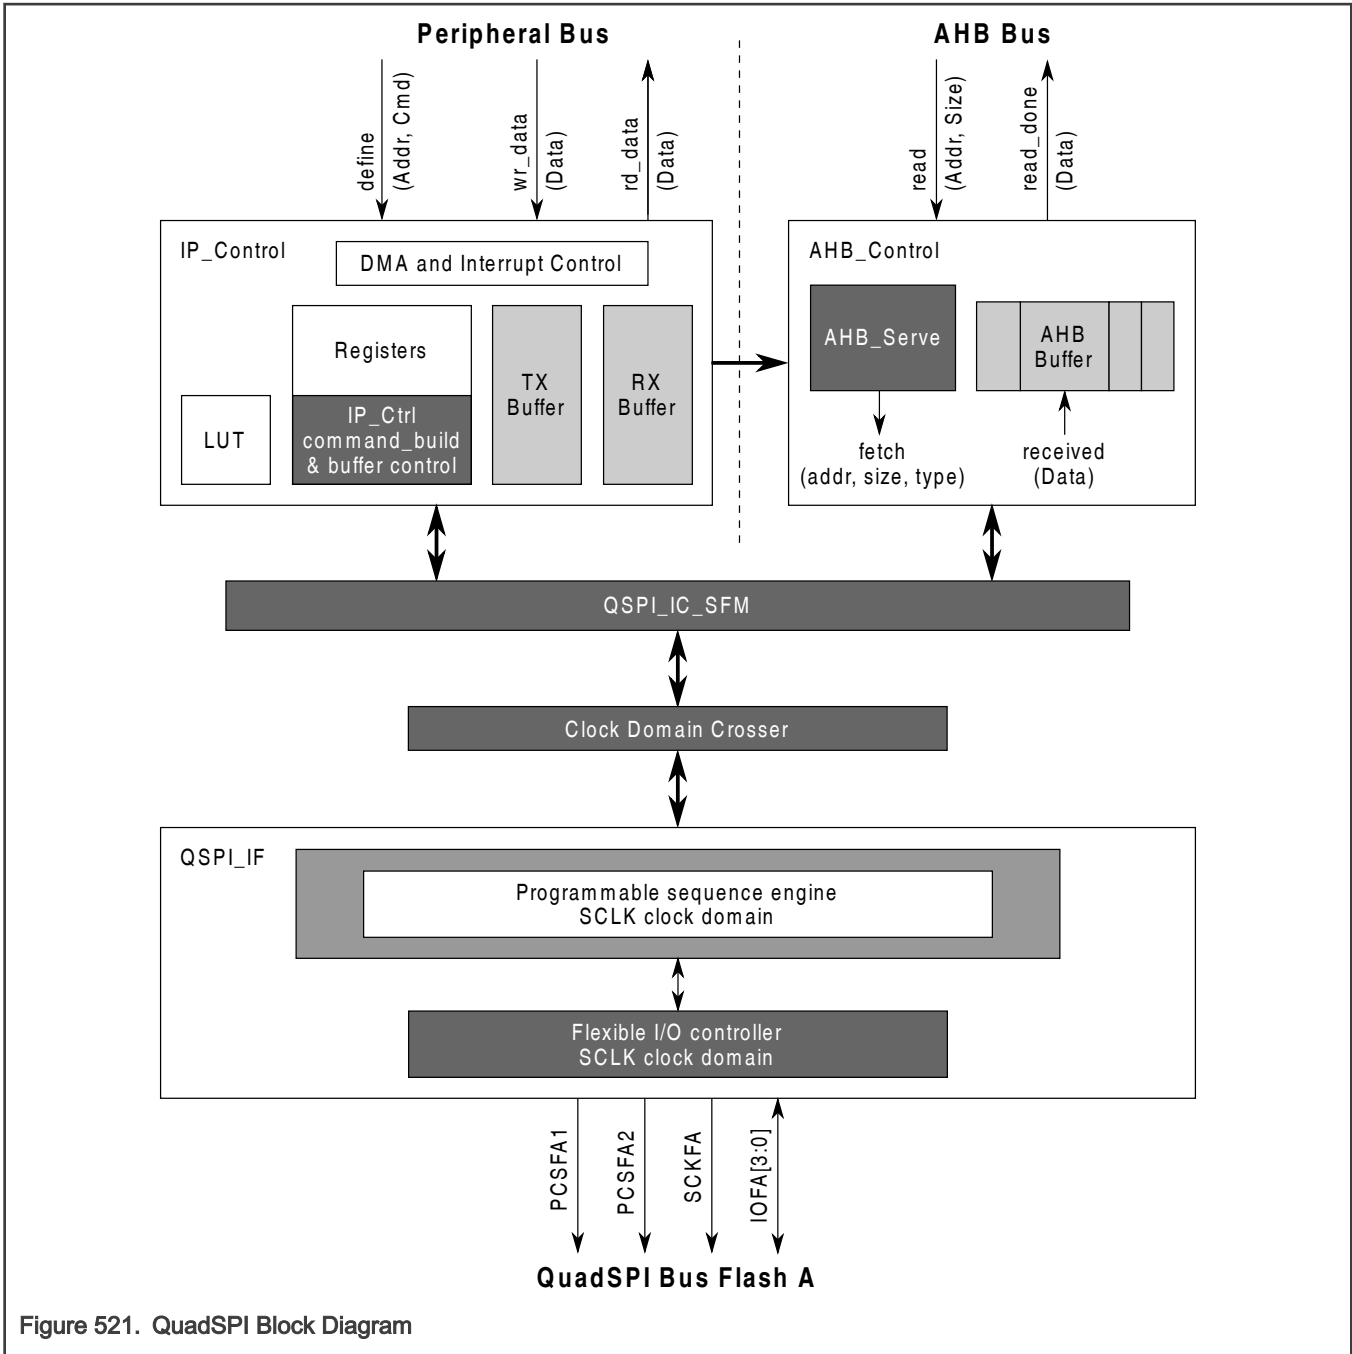 Peripheral Bus
AHB Bus
define
(Addr, Cmd)
wr_data
(Data)
rd_data
(Data)
read
(Addr, Size)
read_done
(Data)
IP_Control
DMA and Interrupt Control
Registers
IP_Ctrl
command_build
& buffer control
LUT
TX
Buffer
RX
Buffer
AHB_Control
AHB_Serve
AHB
Buffer
fetch
(addr, size, type)
received
(Data)
QSPI_IC_SFM
Clock Domain Crosser
QSPI_IF
Programmable sequence engine
SCLK clock domain
Flexible I/O controller
SCLK clock domain
PCSFA1
PCSFA2
SCKFA
IOFA[3:0]
QuadSPI Bus Flash A
Figure 521. QuadSPI Block Diagram